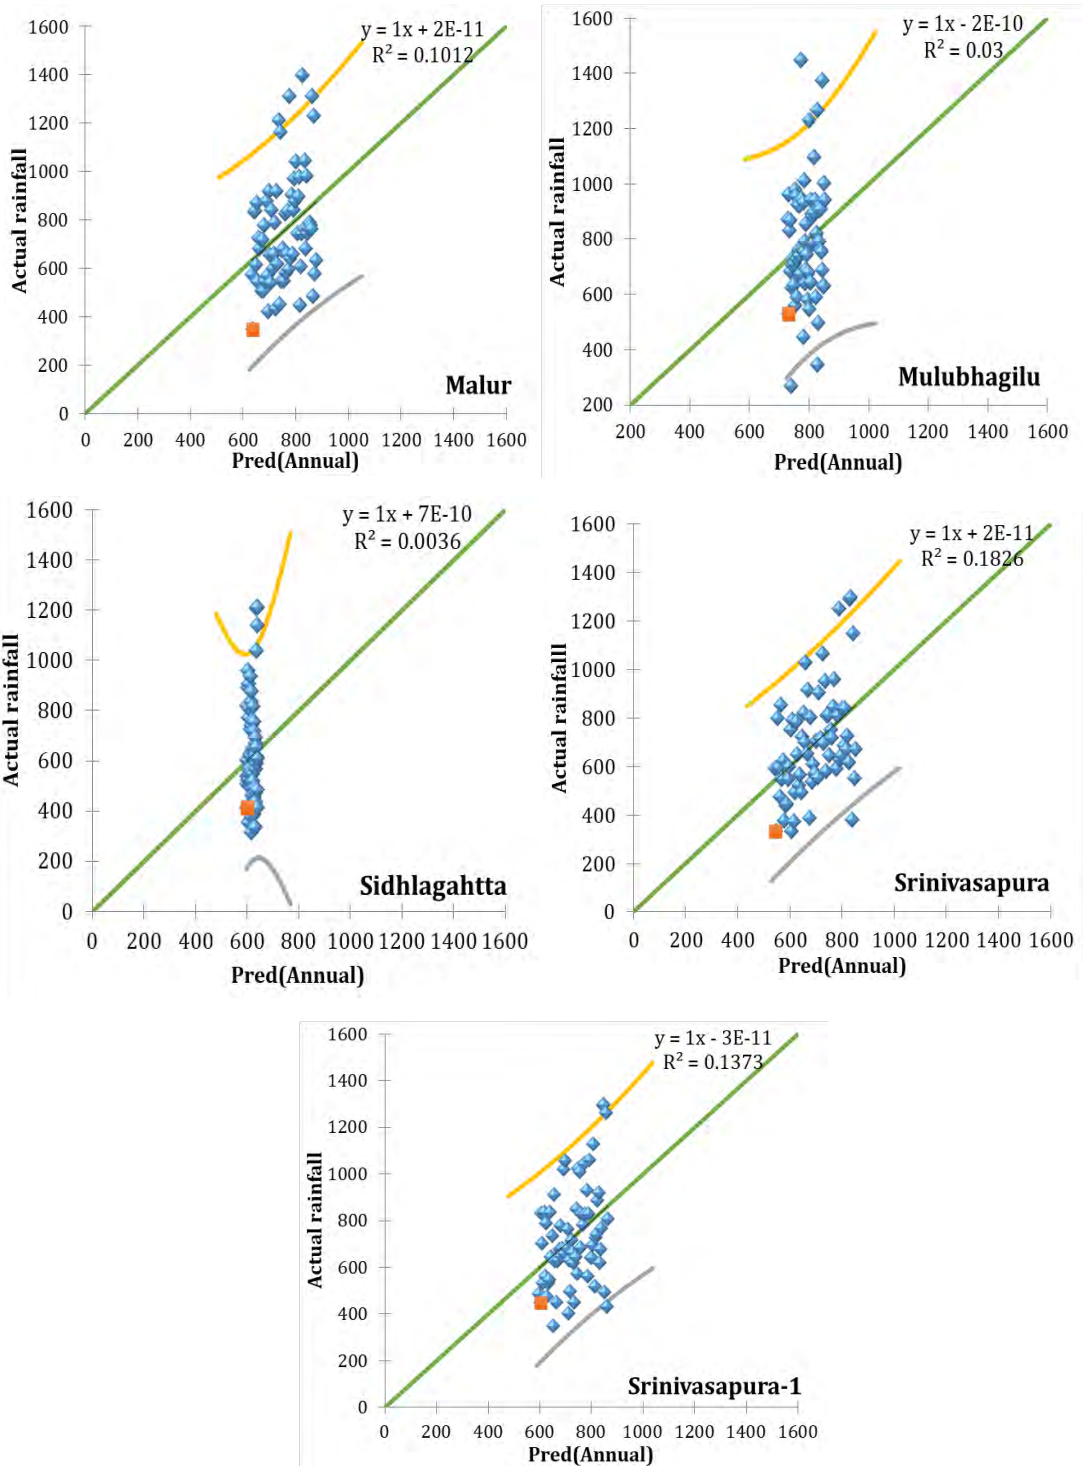 y = 1x + 2E-11
R² = 0.1012
1600
1400
1200
1000
800
600
400
200
0
Actual rainfall
Malur
0 200 400 600 800 1000 1200 1400 1600
Pred(Annual)
y = 1x - 2E-10
R² = 0.03
1600
1400
1200
1000
800
600
400
200
Actual rainfall
Mulubhagilu
200 400 600 800 1000 1200 1400 1600
Pred(Annual)
y = 1x + 7E-10
R² = 0.0036
1600
1400
1200
1000
800
600
400
200
0
Actual rainfall
Sidhlagahtta
0 200 400 600 800 1000 1200 1400 1600
Pred(Annual)
y = 1x + 2E-11
R² = 0.1826
1600
1400
1200
1000
800
600
400
200
0
Actual rainfalll
Srinivasapura
0 200 400 600 800 1000 1200 1400 1600
Pred(Annual)
y = 1x - 3E-11
R² = 0.1373
1600
1400
1200
1000
800
600
400
200
0
Actual rainfall
Srinivasapura-1
0 200 400 600 800 1000 1200 1400 1600
Pred(Annual)